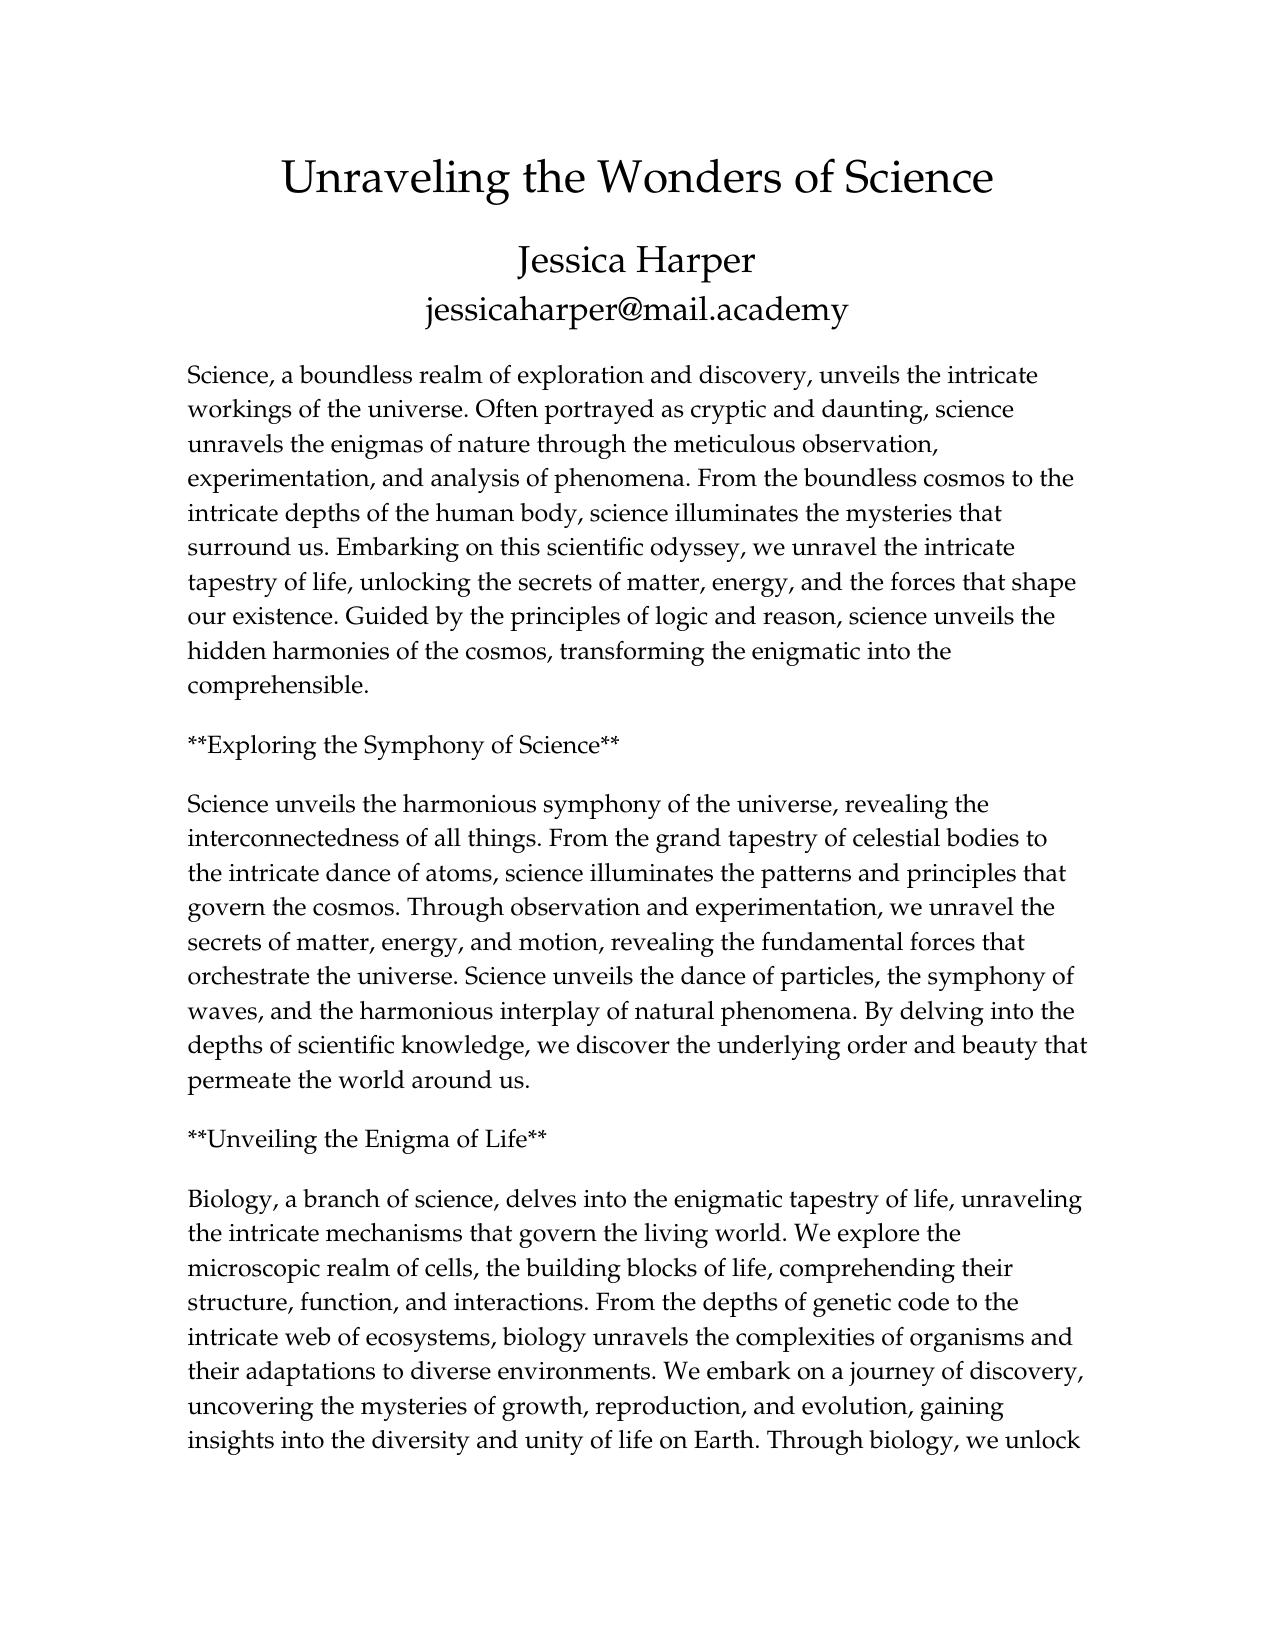 Unraveling the Wonders of Science
Jessica Harper
jessicaharper@mail.academy
Science, a boundless realm of exploration and discovery, unveils the intricate
workings of the universe. Often portrayed as cryptic and daunting, science
unravels the enigmas of nature through the meticulous observation,
experimentation, and analysis of phenomena. From the boundless cosmos to the
intricate depths of the human body, science illuminates the mysteries that
surround us. Embarking on this scientific odyssey, we unravel the intricate
tapestry of life, unlocking the secrets of matter, energy, and the forces that shape
our existence. Guided by the principles of logic and reason, science unveils the
hidden harmonies of the cosmos, transforming the enigmatic into the
comprehensible.
**Exploring the Symphony of Science**
Science unveils the harmonious symphony of the universe, revealing the
interconnectedness of all things. From the grand tapestry of celestial bodies to
the intricate dance of atoms, science illuminates the patterns and principles that
govern the cosmos. Through observation and experimentation, we unravel the
secrets of matter, energy, and motion, revealing the fundamental forces that
orchestrate the universe. Science unveils the dance of particles, the symphony of
waves, and the harmonious interplay of natural phenomena. By delving into the
depths of scientific knowledge, we discover the underlying order and beauty that
permeate the world around us.
**Unveiling the Enigma of Life**
Biology, a branch of science, delves into the enigmatic tapestry of life, unraveling
the intricate mechanisms that govern the living world. We explore the
microscopic realm of cells, the building blocks of life, comprehending their
structure, function, and interactions. From the depths of genetic code to the
intricate web of ecosystems, biology unravels the complexities of organisms and
their adaptations to diverse environments. We embark on a journey of discovery,
uncovering the mysteries of growth, reproduction, and evolution, gaining
insights into the diversity and unity of life on Earth. Through biology, we unlock